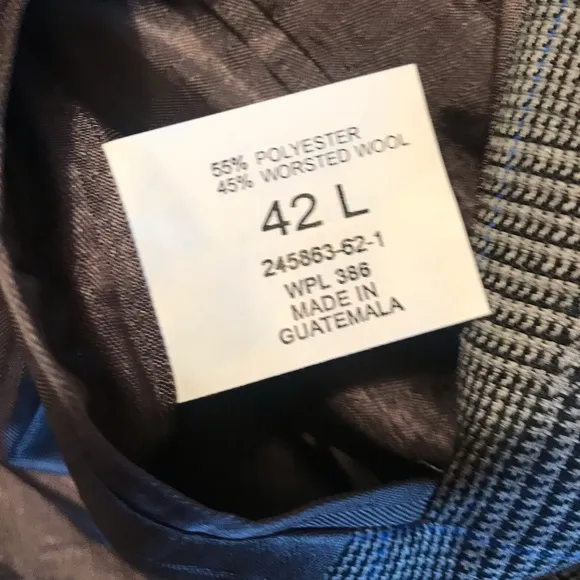 55% POLYESTER
45% WORSTED WOOL
42 L
245863-62-1
WPL 386
MADE IN
GUATEMALA